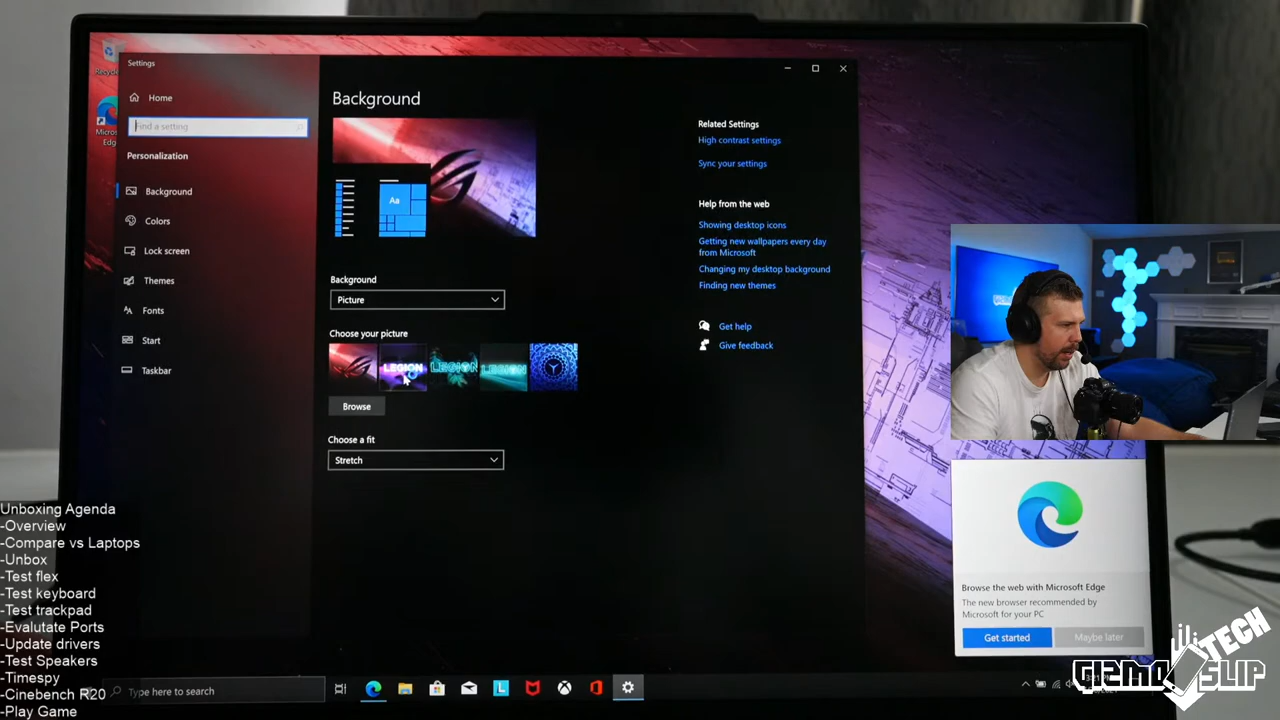 Settings
Home
Find a setting
Personalization
Background
Colors
Lock screen
Themes
Fonts
Start
Taskbar
Background
Aa
Background
Picture
Choose your picture
LEGION
LEGION
LEGION
Browse
Choose a fit
Stretch
Related Settings
High contrast settings
Sync your settings
Help from the web
Showing desktop icons
Getting new wallpapers every day
from Microsoft
Changing my desktop background
Finding new themes
Get help
Give feedback
Browse the web with Microsoft Edge
The new browser recommended by
Microsoft for your PC
Get started
Maybe later
Type here to search
Unboxing Agenda
-Overview
-Compare vs Laptops
-Unbox
-Test flex
-Test keyboard
-Test trackpad
-Evalutate Ports
-Update drivers
-Test Speakers
-Timespy
-Cinebench R20
-Play Game
GIZMO SLIP
TECH